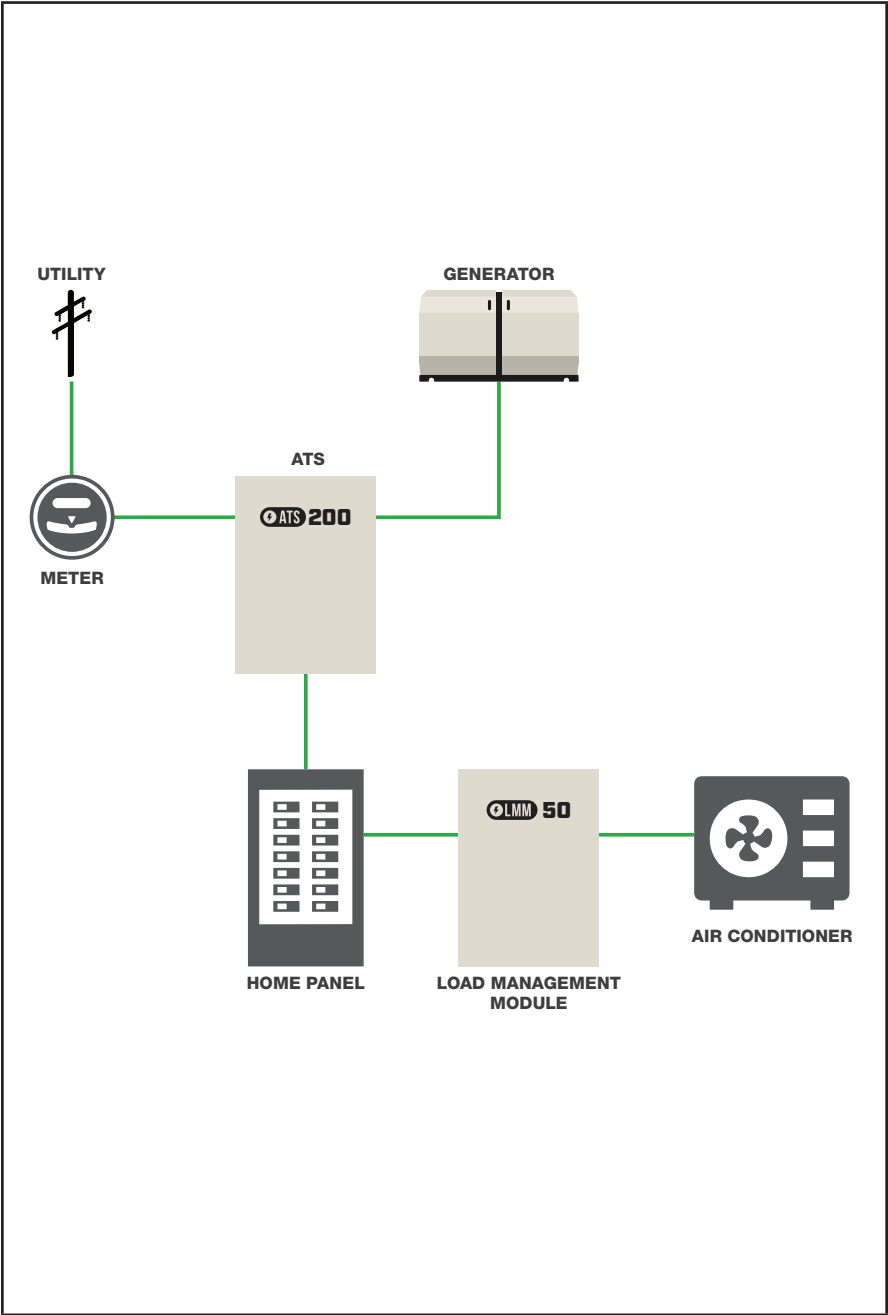 UTILITY
GENERATOR
ATS
ATS 200
METER
LMM 50
AIR CONDITIONER
HOME PANEL
LOAD MANAGEMENT
MODULE